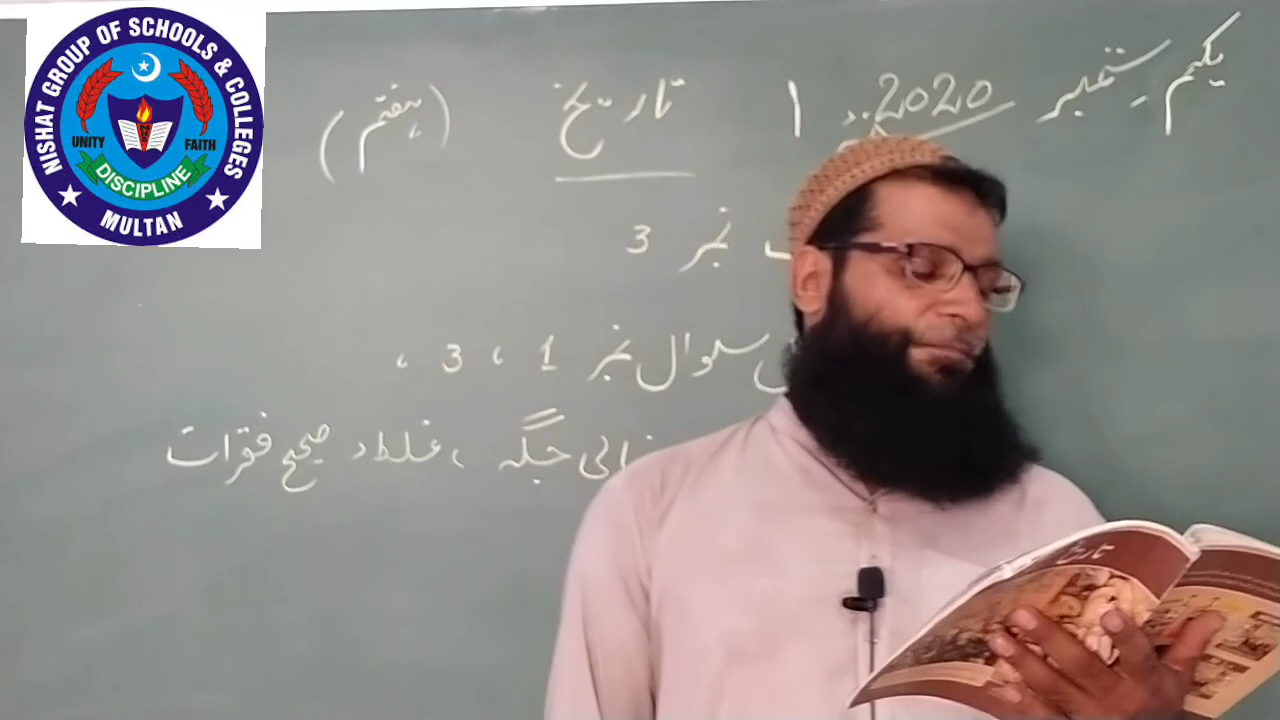 NISHAT GROUP OF SCHOOLS & COLLEGES
UNITY
FAITH
DISCIPLINE
MULTAN
یکم ستمبر 2020ء
تاریخ (ہفتم)
نمبر 3
سوال نمبر 1 ، 3 ،
خالی جگہ ، غلط صحیح فقرات
تاریخ